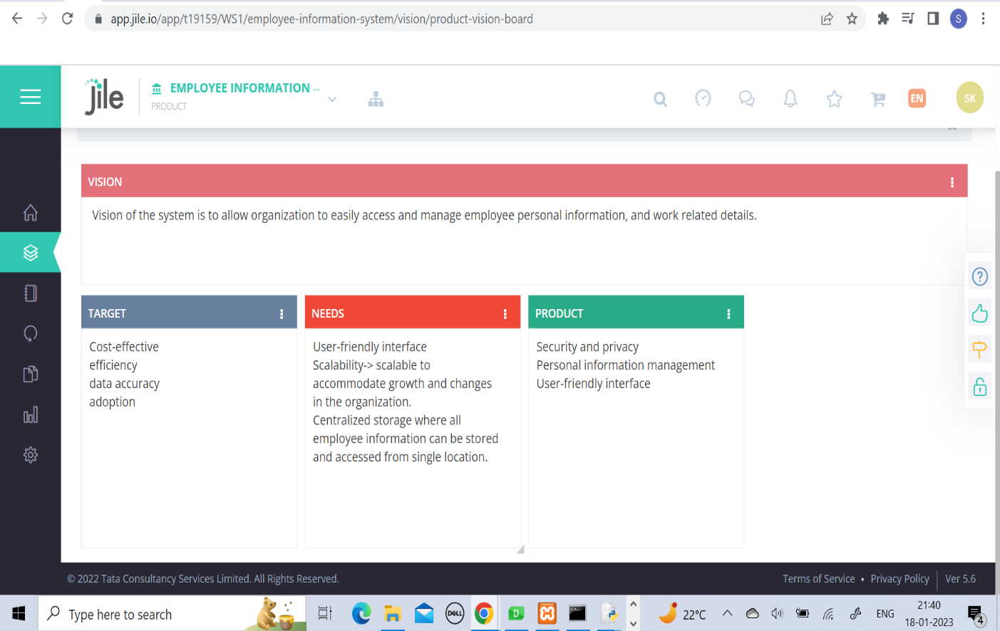 app.jile.io/app/t19159/WS1/employee-information-system/vision/product-vision-board
S
jile
EMPLOYEE INFORMATION ...
PRODUCT
EN
SK
VISION
Vision of the system is to allow organization to easily access and manage employee personal information, and work related details.
TARGET
Cost-effective
efficiency
data accuracy
adoption
NEEDS
User-friendly interface
Scalability-> scalable to
accommodate growth and changes
in the organization.
Centralized storage where all
employee information can be stored
and accessed from single location.
PRODUCT
Security and privacy
Personal information management
User-friendly interface
© 2022 Tata Consultancy Services Limited. All Rights Reserved.
Terms of Service • Privacy Policy
Ver 5.6
Type here to search
DELL
D
22°C
ENG
21:40
18-01-2023
4